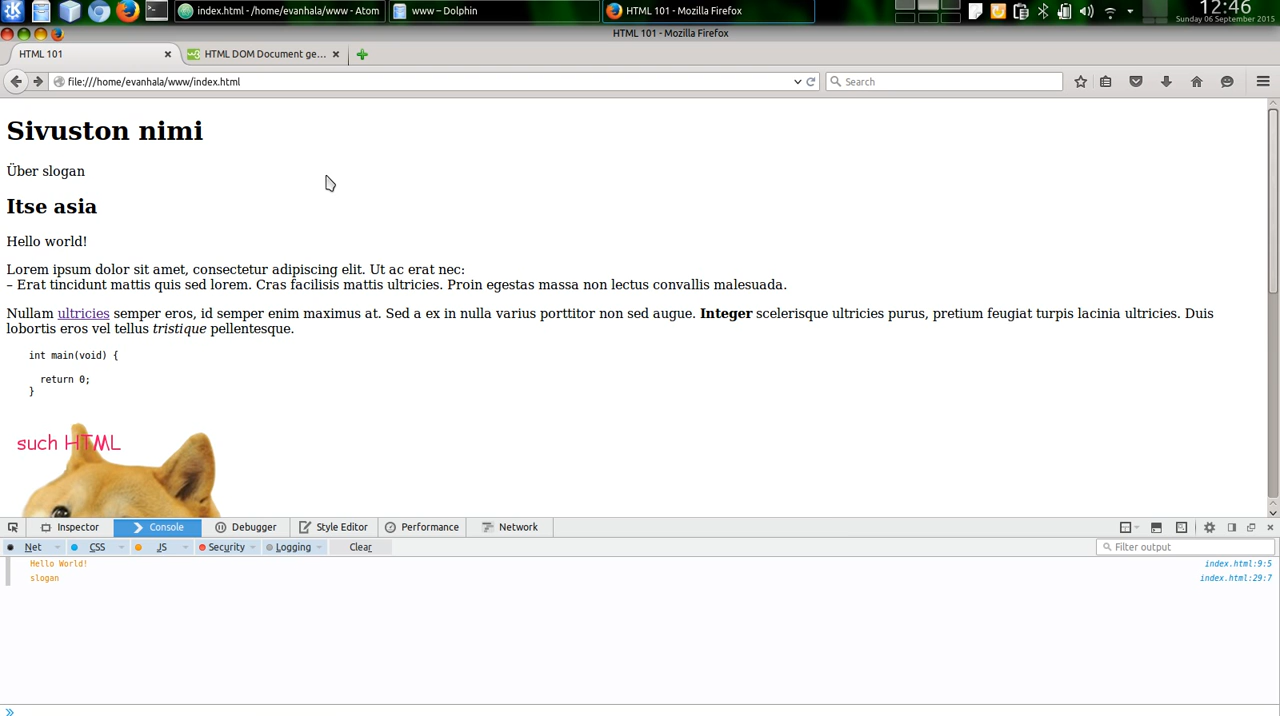 index.html - /home/evanhala/www - Atom
www – Dolphin
HTML 101 - Mozilla Firefox
12:46
Sunday 06 September 2015
HTML 101 - Mozilla Firefox
HTML 101
HTML DOM Document ge...
file:///home/evanhala/www/index.html
Search
Sivuston nimi
Über slogan
Itse asia
Hello world!
Lorem ipsum dolor sit amet, consectetur adipiscing elit. Ut ac erat nec:
– Erat tincidunt mattis quis sed lorem. Cras facilisis mattis ultricies. Proin egestas massa non lectus convallis malesuada.
Nullam ultricies semper eros, id semper enim maximus at. Sed a ex in nulla varius porttitor non sed augue. Integer scelerisque ultricies purus, pretium feugiat turpis lacinia ultricies. Duis
lobortis eros vel tellus tristique pellentesque.
int main(void) {
return 0;
}
such HTML
Inspector Console Debugger Style Editor Performance Network
Net CSS JS Security Logging Clear Filter output
Hello World! index.html:9:5
slogan index.html:29:7